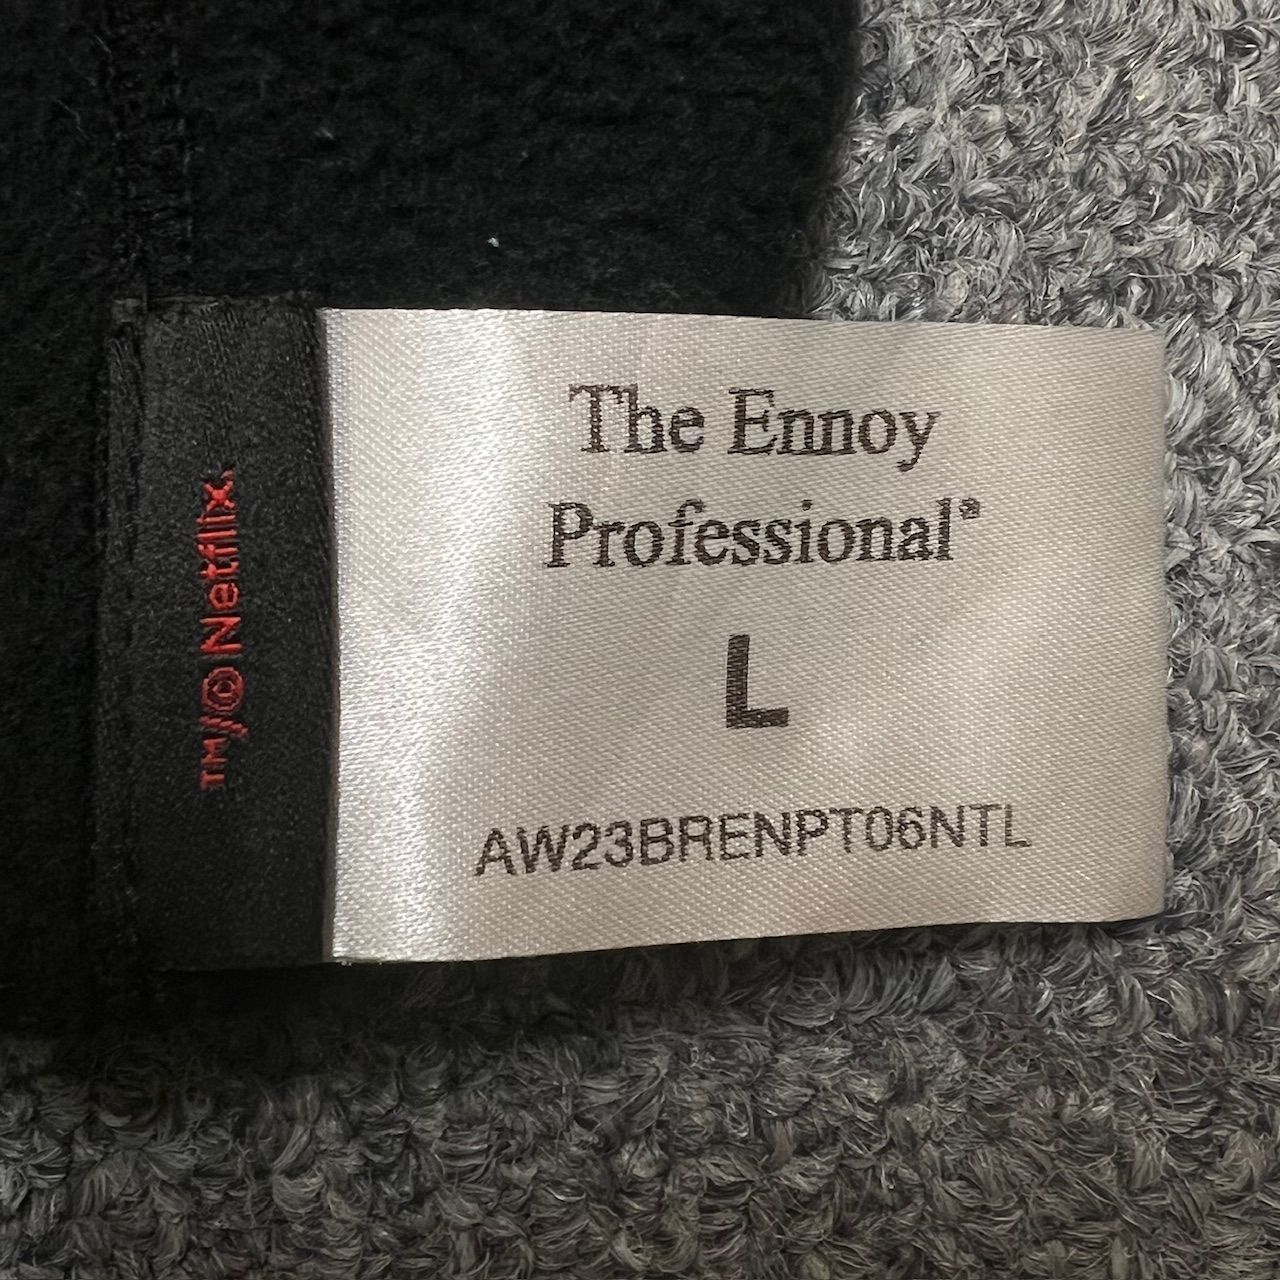 The Ennoy
Professional®
L
AW23BRENPT06NTL
™/© Netflix.